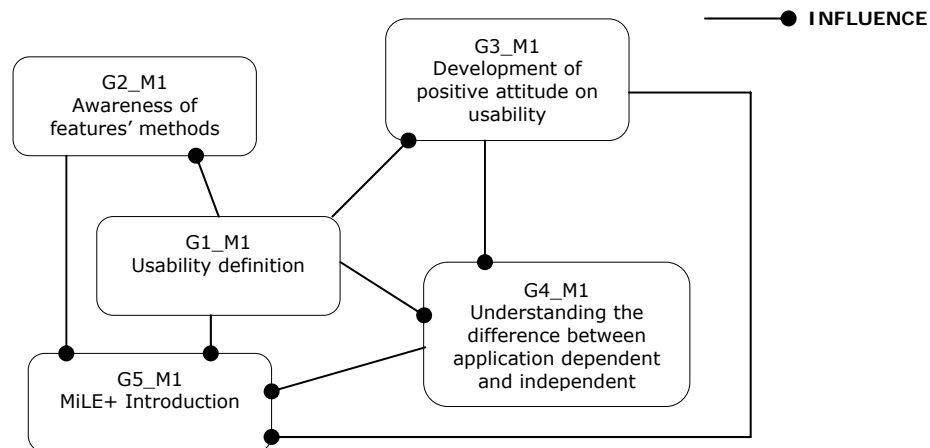 INFLUENCE
G3_M1
Development of
positive attitude on
usability
G2_M1
Awareness of
features’ methods
G1_M1
Usability definition
G4_M1
Understanding the
difference between
application dependent
and independent
G5_M1
MiLE+ Introduction